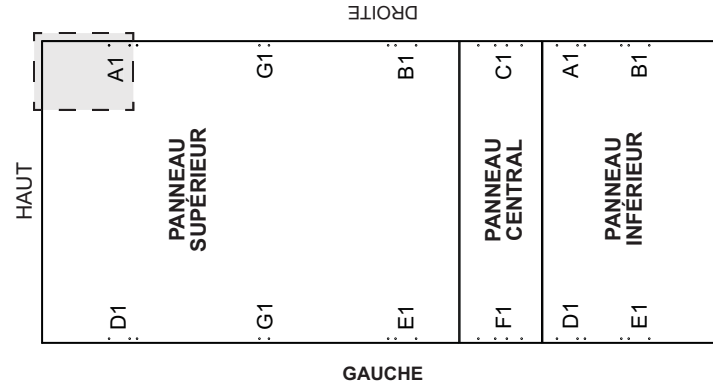 DROITE
A1
G1
B1
C1
A1
B1
HAUT
PANNEAU
SUPÉRIEUR
PANNEAU
CENTRAL
PANNEAU
INFÉRIEUR
D1
G1
E1
F1
D1
E1
GAUCHE